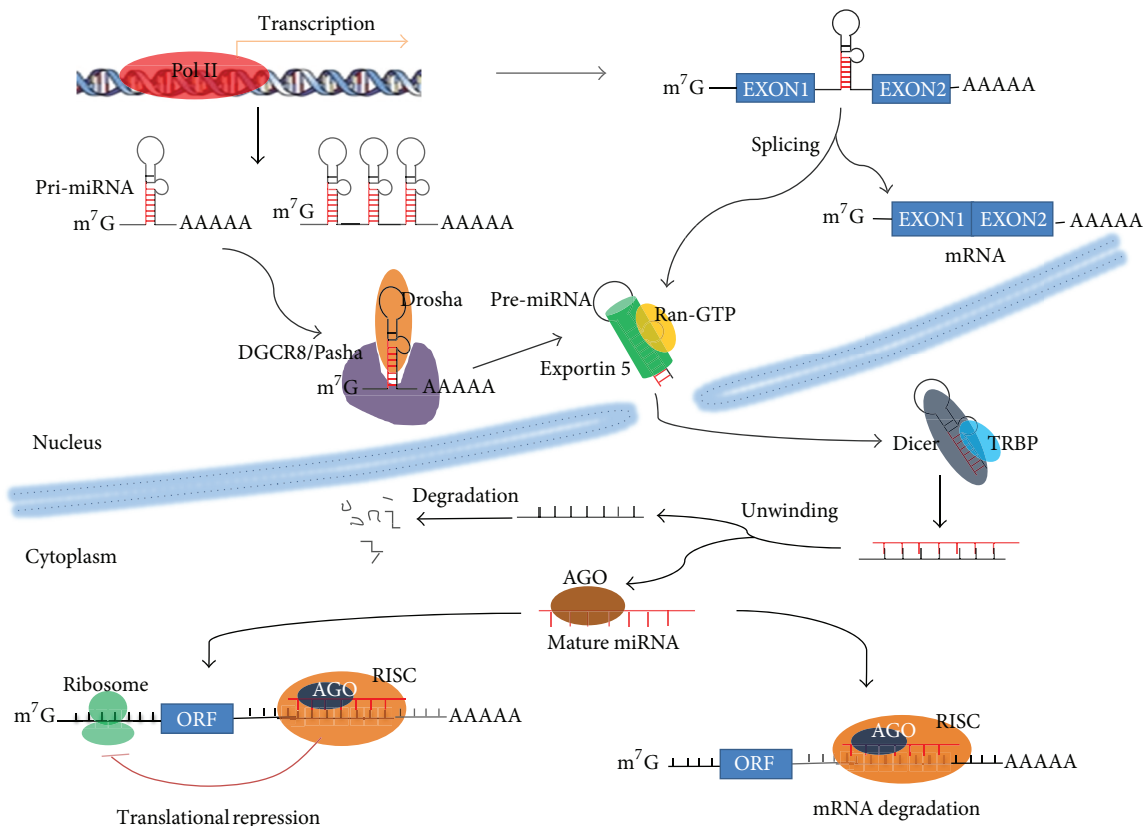 Transcription
Pol II
m⁷G EXON1 EXON2 AAAAA
Splicing
Pri-miRNA
m⁷G AAAAA
m⁷G AAAAA
m⁷G EXON1 EXON2 AAAAA
mRNA
Drosha
DGCR8/Pasha
m⁷G AAAAA
Pre-miRNA
Ran-GTP
Exportin 5
Nucleus
Dicer
TRBP
Degradation
Unwinding
Cytoplasm
AGO
Mature miRNA
Ribosome
RISC
AGO
m⁷G ORF AAAAA
Translational repression
RISC
AGO
m⁷G ORF AAAAA
mRNA degradation